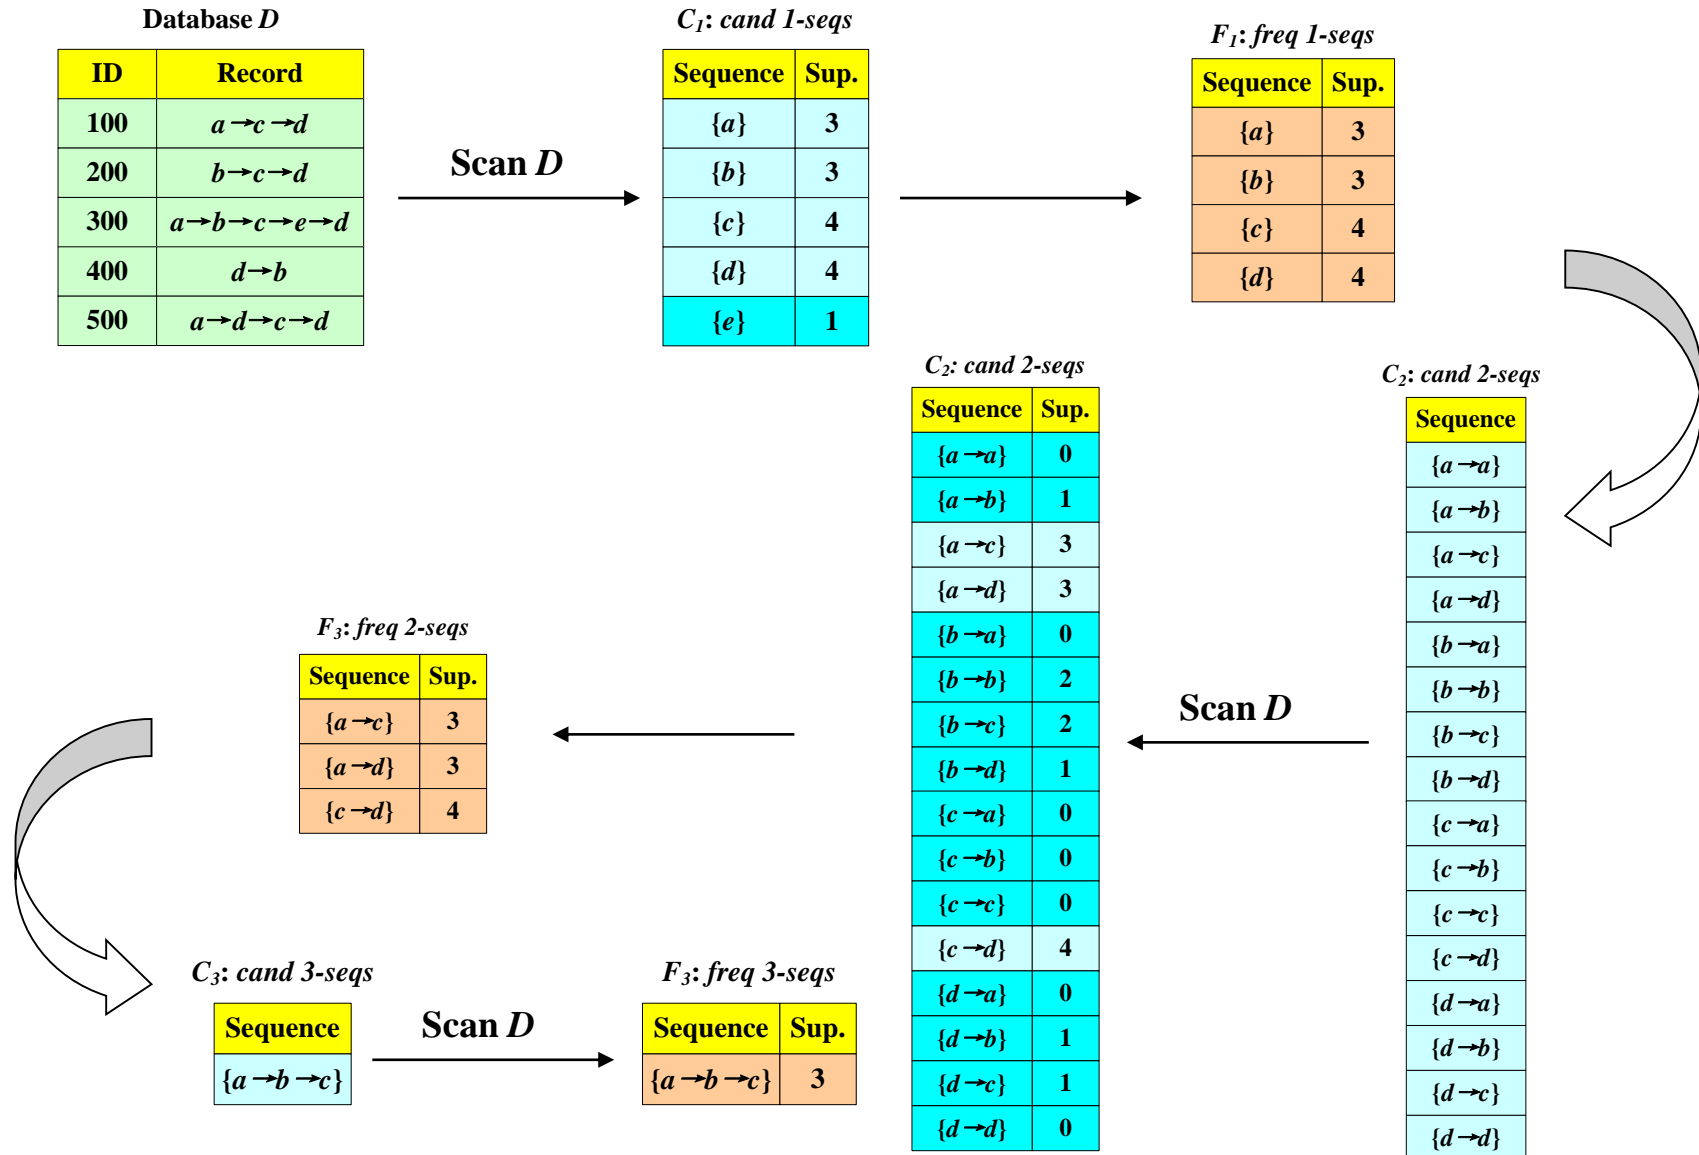 Database D
ID Record
100 a→c→d
200 b→c→d
300 a→b→c→e→d
400 d→b
500 a→d→c→d
Scan D
C1: cand 1-seqs
Sequence Sup.
{a} 3
{b} 3
{c} 4
{d} 4
{e} 1
F1: freq 1-seqs
Sequence Sup.
{a} 3
{b} 3
{c} 4
{d} 4
C2: cand 2-seqs
Sequence
{a→a}
{a→b}
{a→c}
{a→d}
{b→a}
{b→b}
{b→c}
{b→d}
{c→a}
{c→b}
{c→c}
{c→d}
{d→a}
{d→b}
{d→c}
{d→d}
Scan D
C2: cand 2-seqs
Sequence Sup.
{a→a} 0
{a→b} 1
{a→c} 3
{a→d} 3
{b→a} 0
{b→b} 2
{b→c} 2
{b→d} 1
{c→a} 0
{c→b} 0
{c→c} 0
{c→d} 4
{d→a} 0
{d→b} 1
{d→c} 1
{d→d} 0
F3: freq 2-seqs
Sequence Sup.
{a→c} 3
{a→d} 3
{c→d} 4
C3: cand 3-seqs
Sequence
{a→b→c}
Scan D
F3: freq 3-seqs
Sequence Sup.
{a→b→c} 3